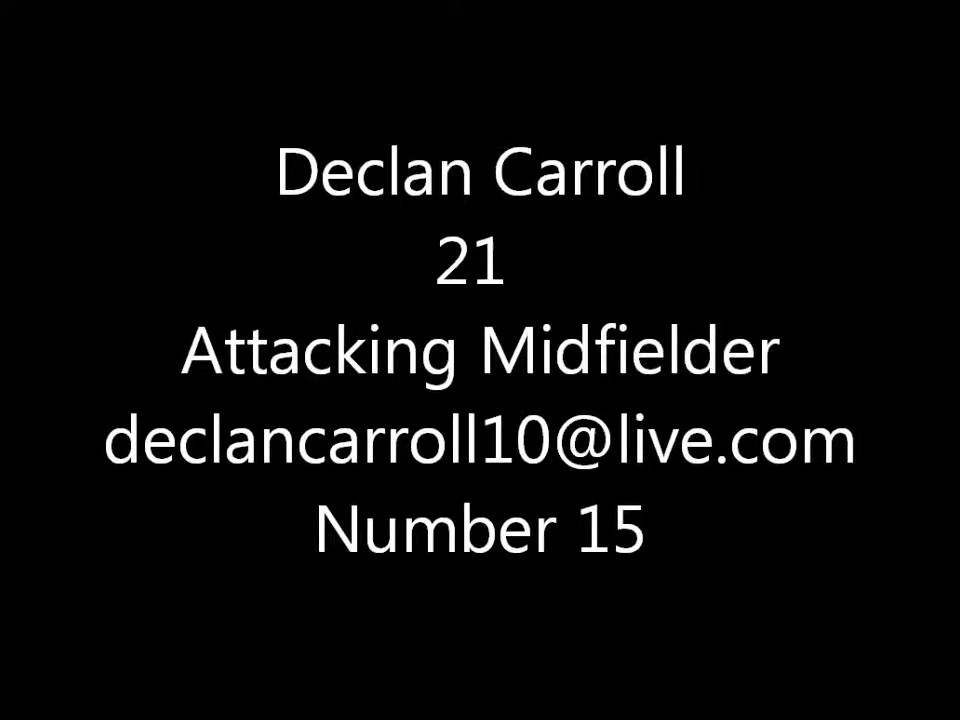 Declan Carroll
21
Attacking Midfielder
declancarroll10@live.com
Number 15